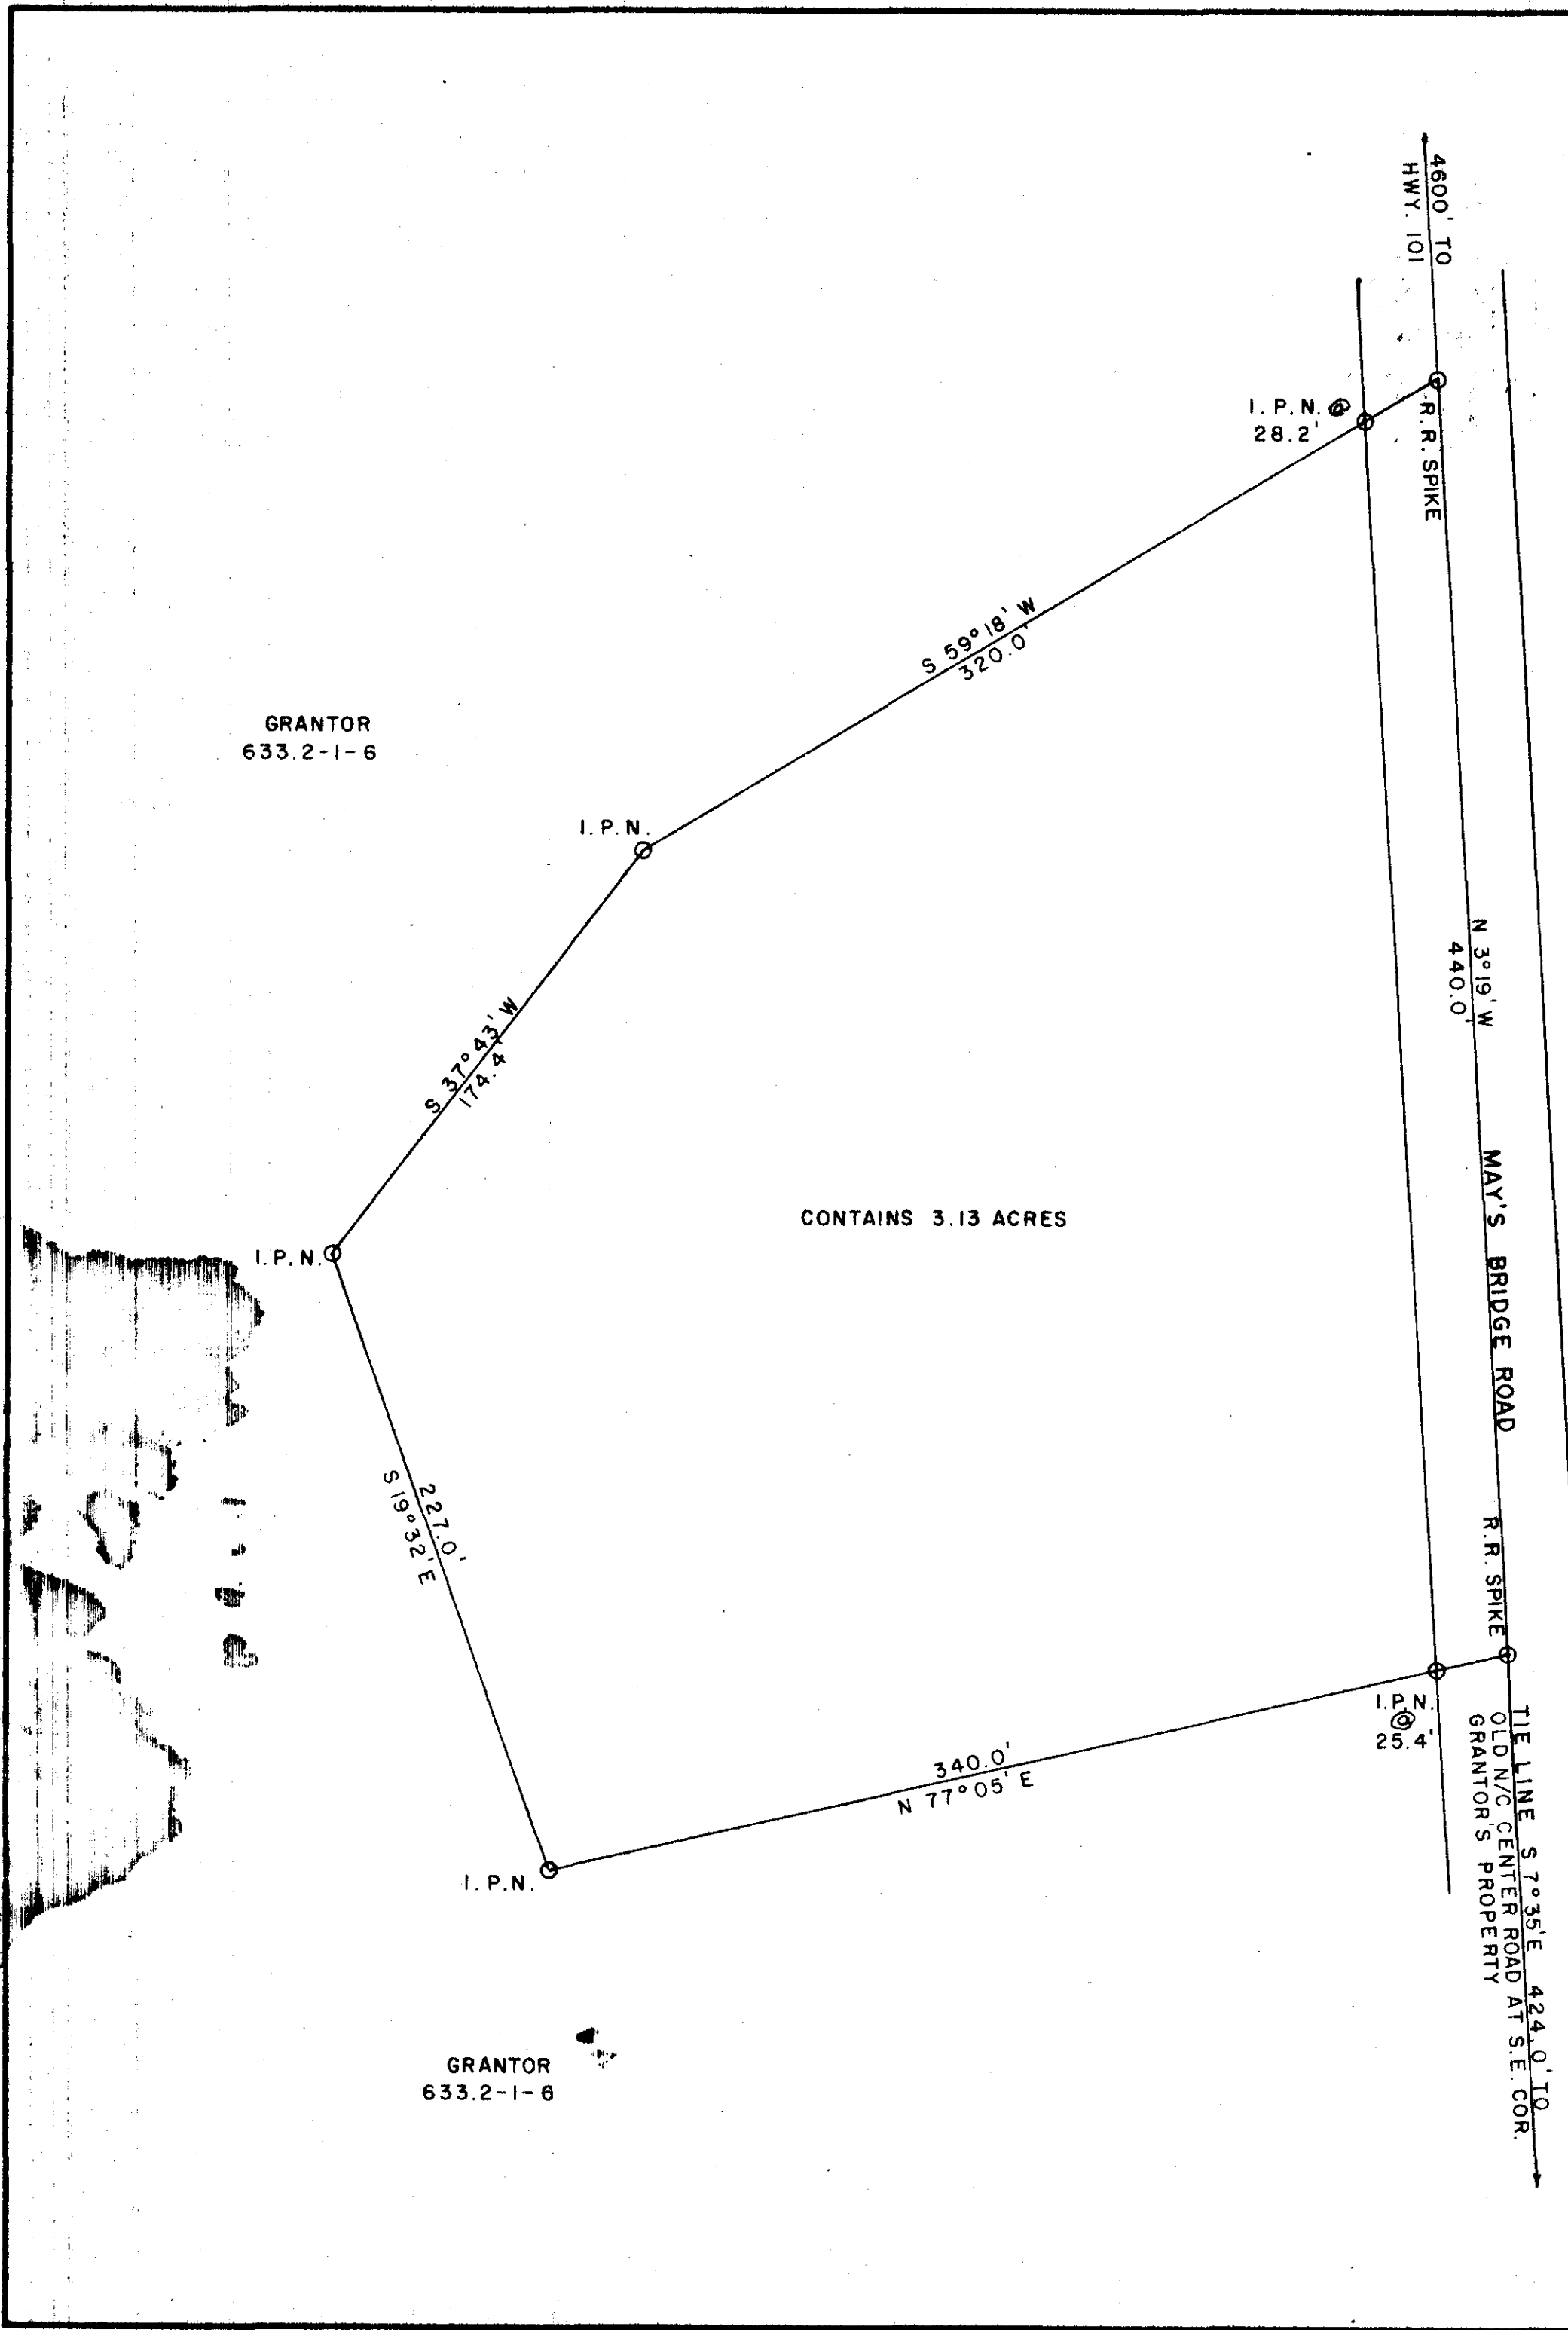 4600' TO
HWY. 101
I. P. N. @
28.2'
R. R. SPIKE
S 59°18' W
320.0'
GRANTOR
633.2-1-6
I. P. N.
N 3°19' W
440.0'
S 37°43' W
174.4'
MAY'S BRIDGE ROAD
CONTAINS 3.13 ACRES
I. P. N.
227.0'
S 19°32' E
R. R. SPIKE
I. P. N.
@
25.4'
TIE LINE S 7°35' E 424.0' TO
OLD N/C CENTER ROAD AT S.E. COR.
GRANTOR'S PROPERTY
340.0'
N 77°05' E
I. P. N.
GRANTOR
633.2-1-6